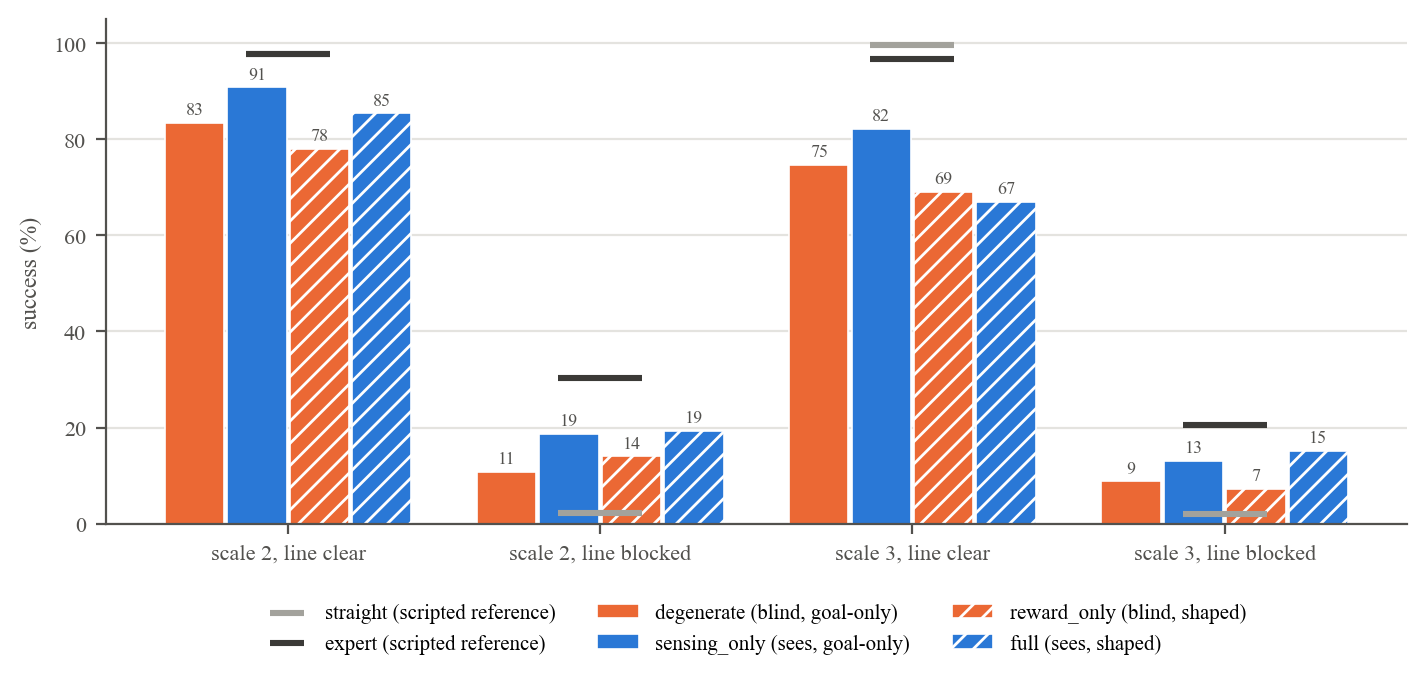 success (%)
100
80
60
40
20
0
83
91
78
85
11
19
14
19
75
82
69
67
9
13
7
15
scale 2, line clear
scale 2, line blocked
scale 3, line clear
scale 3, line blocked
straight (scripted reference)
expert (scripted reference)
degenerate (blind, goal-only)
sensing_only (sees, goal-only)
reward_only (blind, shaped)
full (sees, shaped)